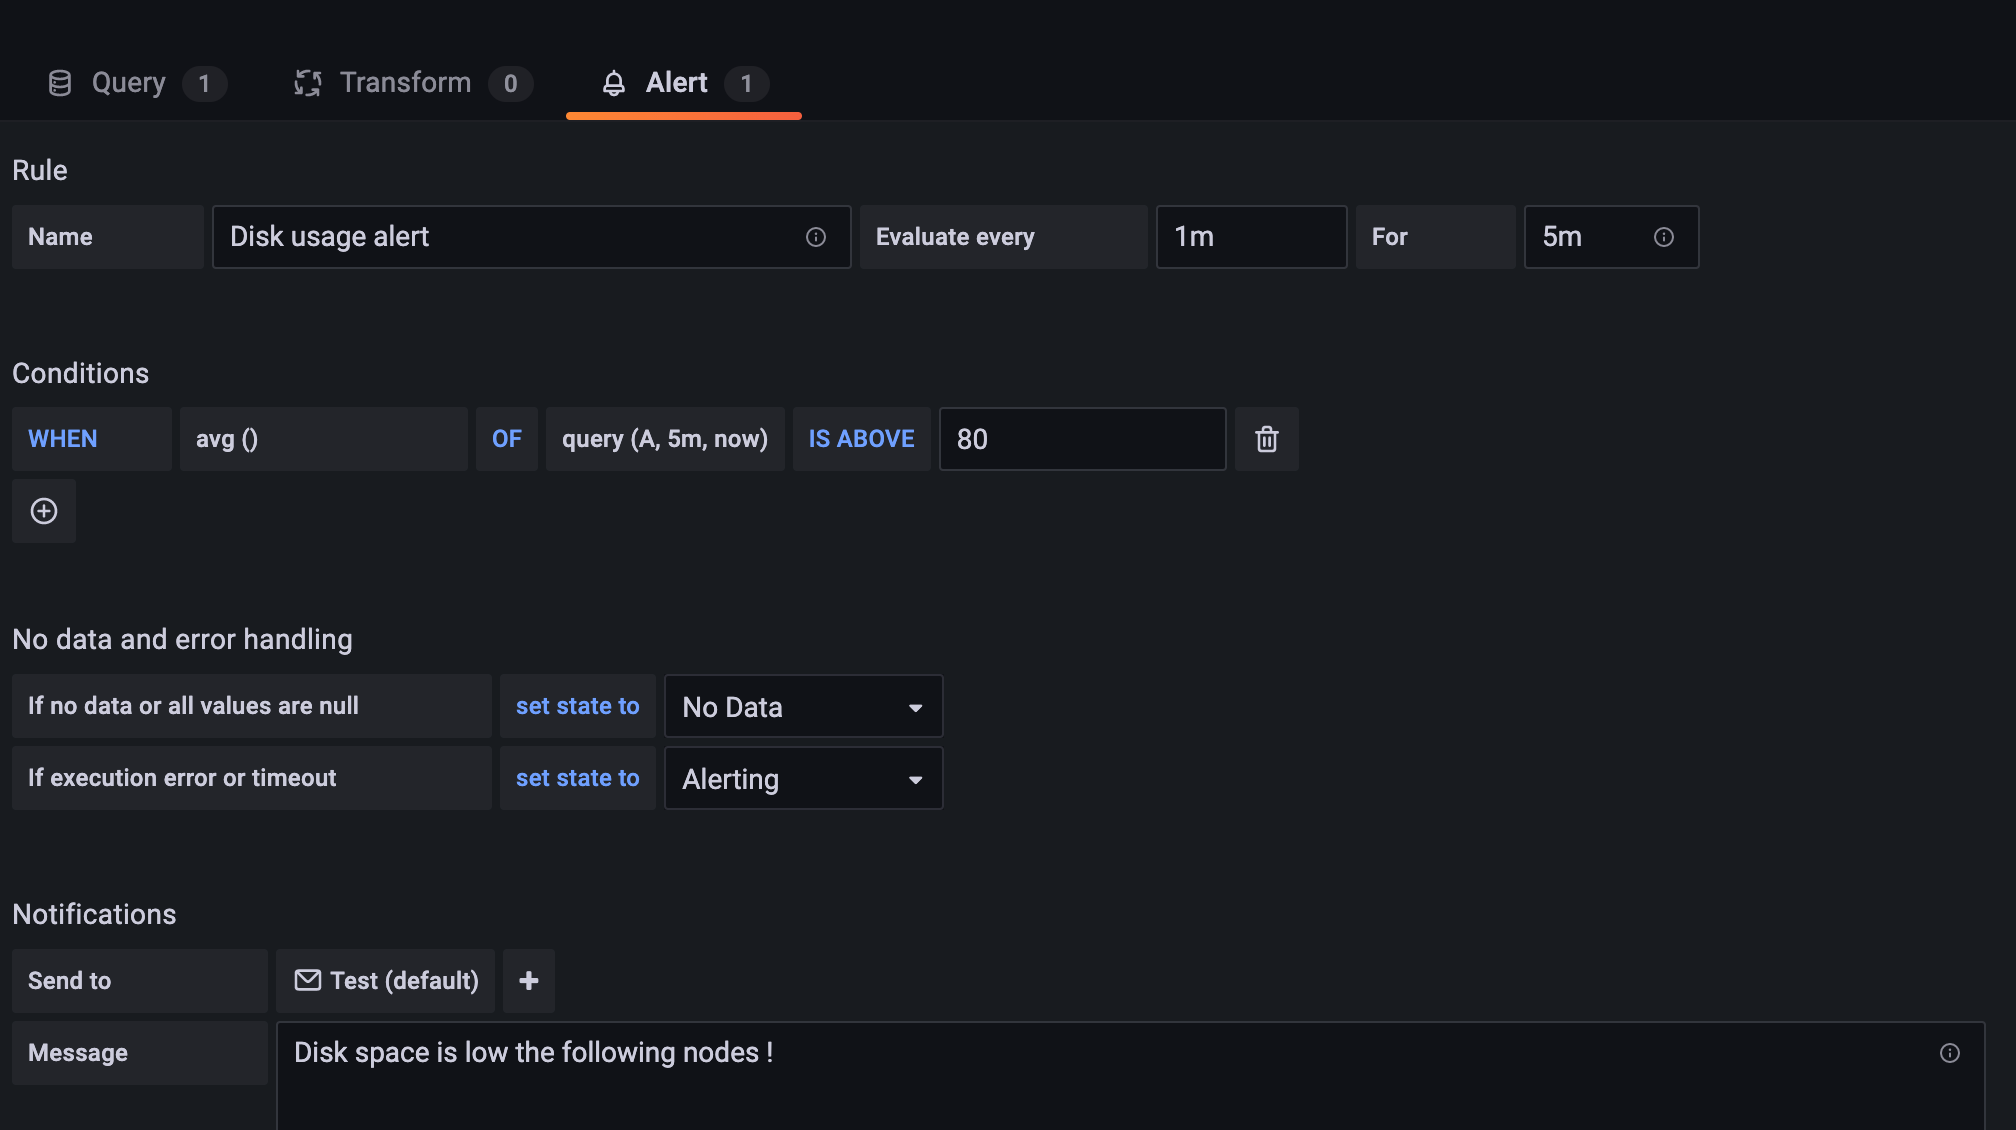 Query 1 Transform 0 Alert 1
Rule
Name Disk usage alert Evaluate every 1m For 5m
Conditions
WHEN avg () OF query (A, 5m, now) IS ABOVE 80
No data and error handling
If no data or all values are null set state to No Data
If execution error or timeout set state to Alerting
Notifications
Send to Test (default)
Message Disk space is low the following nodes !